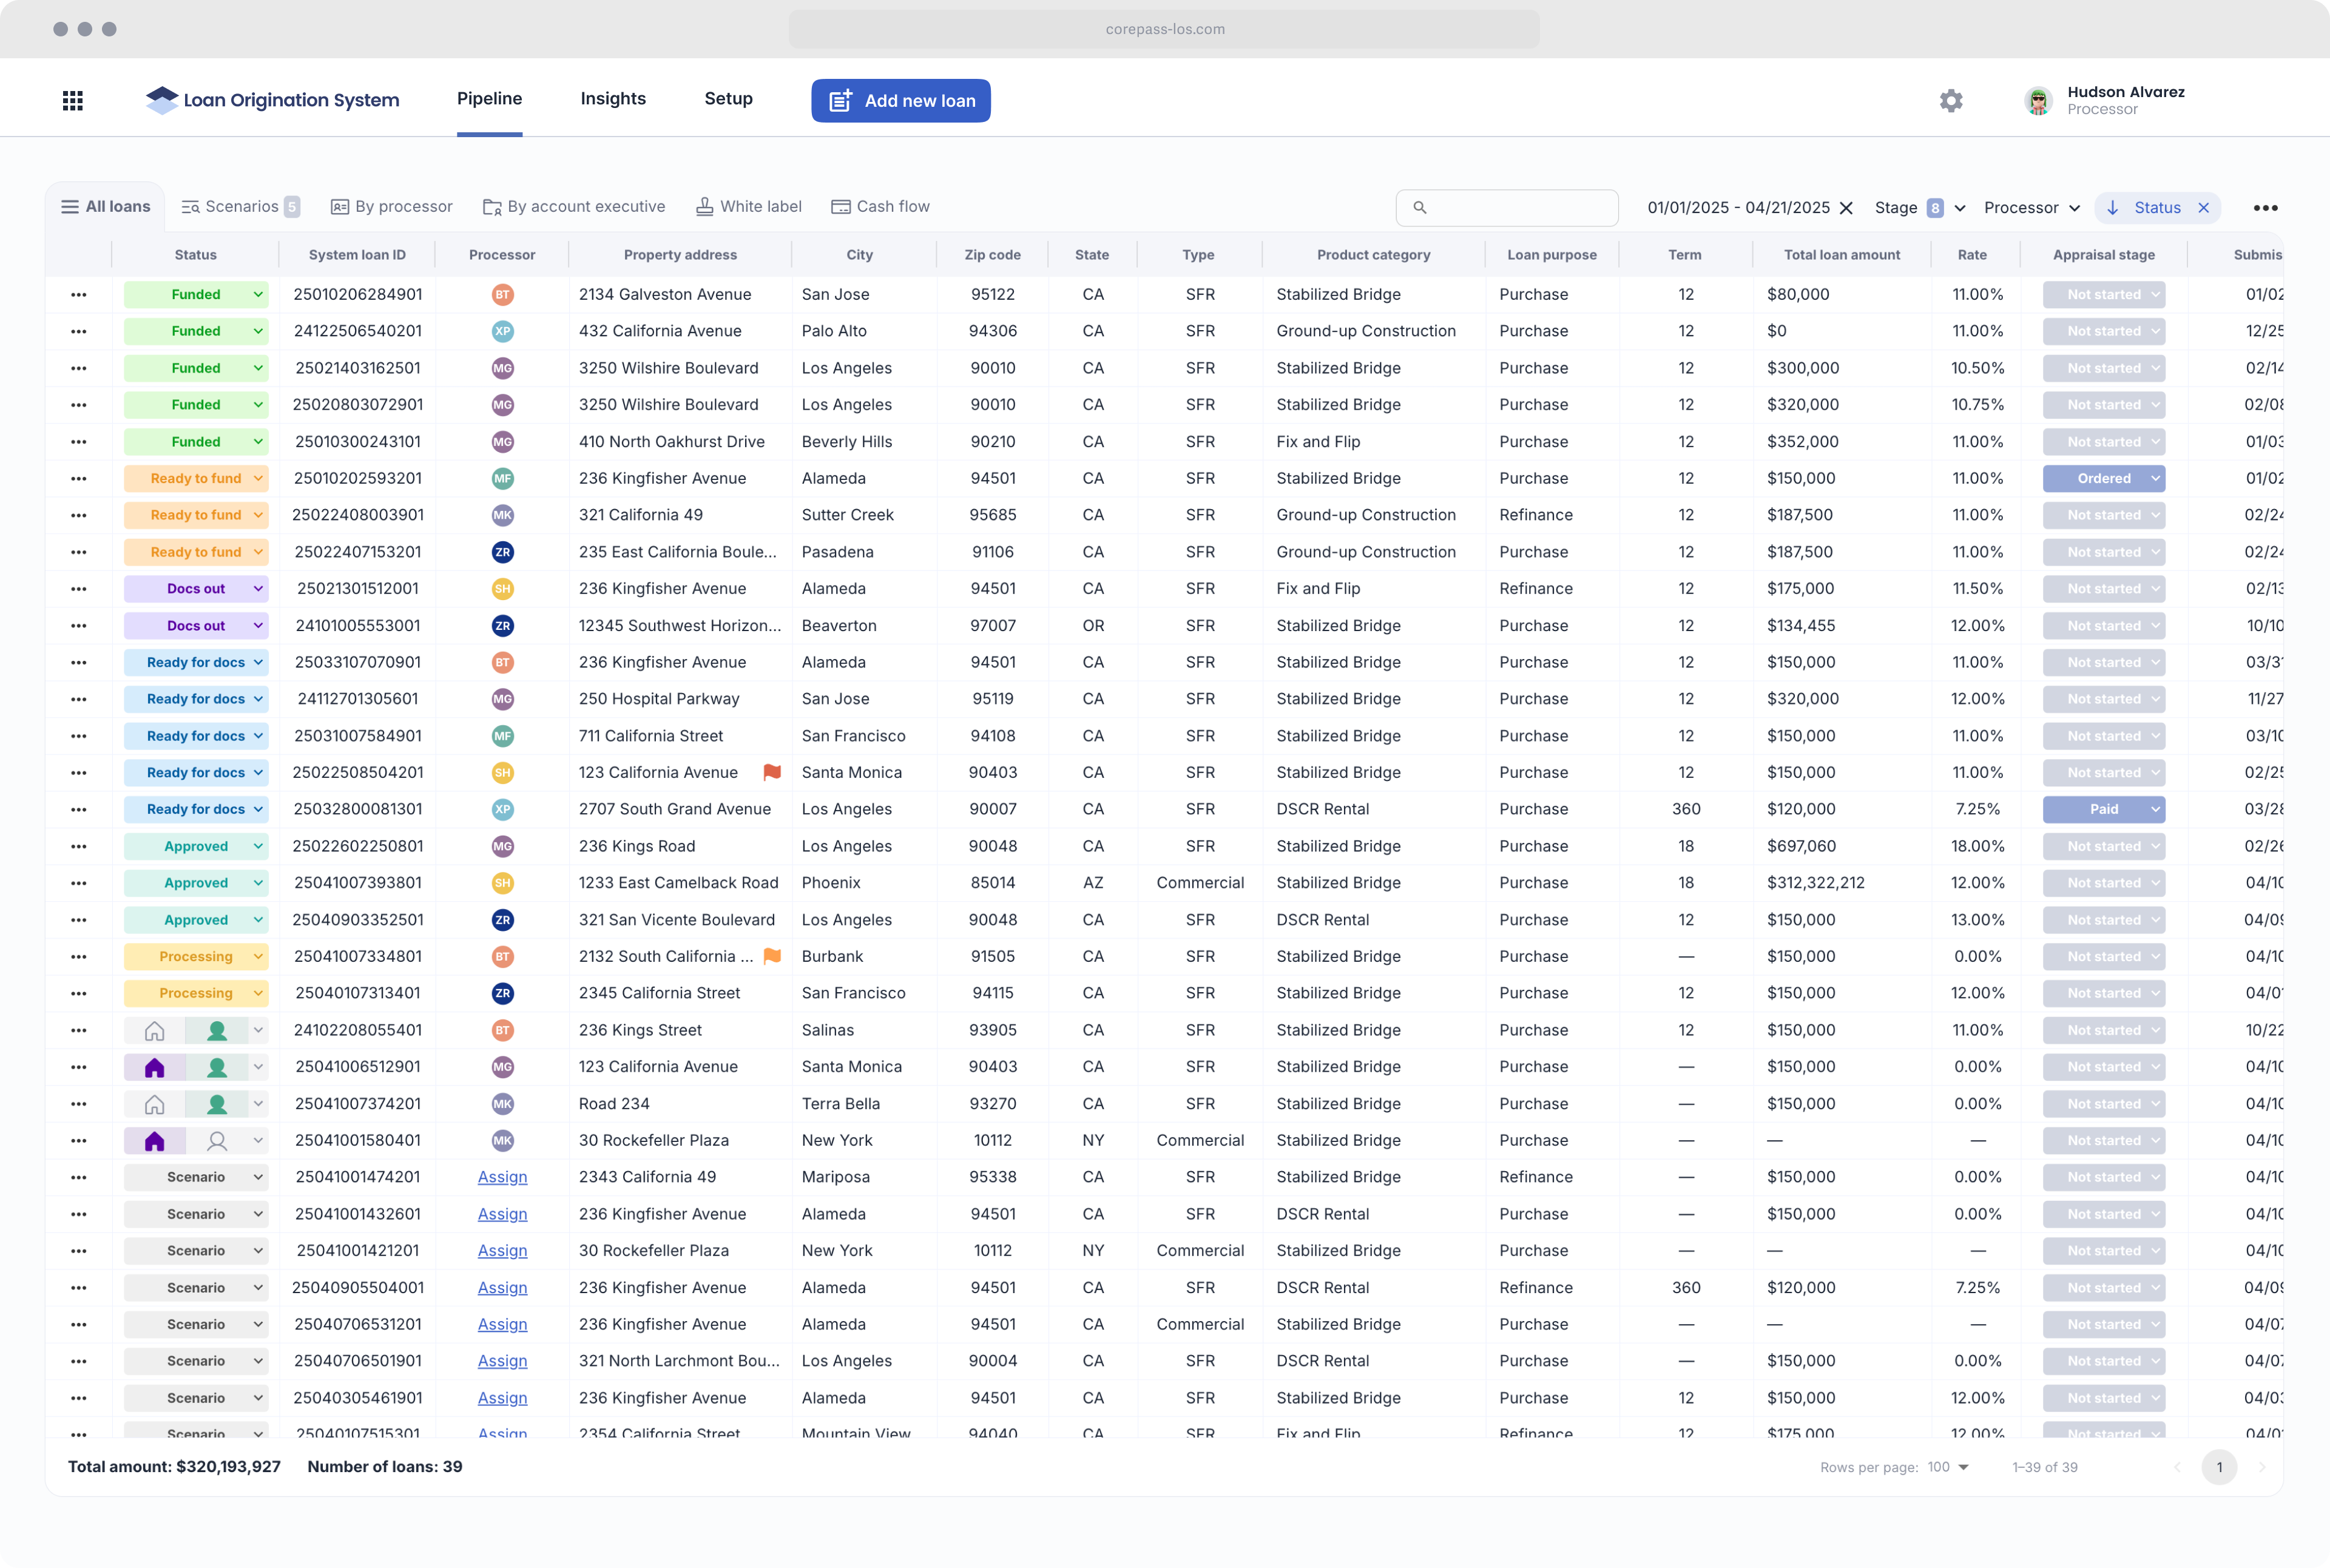 corepass-los.com
Loan Origination System Pipeline Insights Setup Add new loan Hudson Alvarez
Processor
All loans Scenarios 5 By processor By account executive White label Cash flow 01/01/2025 - 04/21/2025 Stage 8 Processor Status
Status System loan ID Processor Property address City Zip code State Type Product category Loan purpose Term Total loan amount Rate Appraisal stage Submis
Funded 25010206284901 BT 2134 Galveston Avenue San Jose 95122 CA SFR Stabilized Bridge Purchase 12 $80,000 11.00% Not started 01/02
Funded 24122506540201 XP 432 California Avenue Palo Alto 94306 CA SFR Ground-up Construction Purchase 12 $0 11.00% Not started 12/25
Funded 25021403162501 MG 3250 Wilshire Boulevard Los Angeles 90010 CA SFR Stabilized Bridge Purchase 12 $300,000 10.50% Not started 02/14
Funded 25020803072901 MG 3250 Wilshire Boulevard Los Angeles 90010 CA SFR Stabilized Bridge Purchase 12 $320,000 10.75% Not started 02/08
Funded 25010300243101 MG 410 North Oakhurst Drive Beverly Hills 90210 CA SFR Fix and Flip Purchase 12 $352,000 11.00% Not started 01/03
Ready to fund 25010202593201 MF 236 Kingfisher Avenue Alameda 94501 CA SFR Stabilized Bridge Purchase 12 $150,000 11.00% Ordered 01/02
Ready to fund 25022408003901 MK 321 California 49 Sutter Creek 95685 CA SFR Ground-up Construction Refinance 12 $187,500 11.00% Not started 02/24
Ready to fund 25022407153201 ZR 235 East California Boule... Pasadena 91106 CA SFR Ground-up Construction Purchase 12 $187,500 11.00% Not started 02/24
Docs out 25021301512001 SH 236 Kingfisher Avenue Alameda 94501 CA SFR Fix and Flip Refinance 12 $175,000 11.50% Not started 02/13
Docs out 24101005553001 ZR 12345 Southwest Horizon... Beaverton 97007 OR SFR Stabilized Bridge Purchase 12 $134,455 12.00% Not started 10/10
Ready for docs 25033107070901 BT 236 Kingfisher Avenue Alameda 94501 CA SFR Stabilized Bridge Purchase 12 $150,000 11.00% Not started 03/31
Ready for docs 24112701305601 MG 250 Hospital Parkway San Jose 95119 CA SFR Stabilized Bridge Purchase 12 $320,000 12.00% Not started 11/27
Ready for docs 25031007584901 MF 711 California Street San Francisco 94108 CA SFR Stabilized Bridge Purchase 12 $150,000 11.00% Not started 03/10
Ready for docs 25022508504201 SH 123 California Avenue Santa Monica 90403 CA SFR Stabilized Bridge Purchase 12 $150,000 11.00% Not started 02/25
Ready for docs 25032800081301 XP 2707 South Grand Avenue Los Angeles 90007 CA SFR DSCR Rental Purchase 360 $120,000 7.25% Paid 03/28
Approved 25022602250801 MG 236 Kings Road Los Angeles 90048 CA SFR Stabilized Bridge Purchase 18 $697,060 18.00% Not started 02/26
Approved 25041007393801 SH 1233 East Camelback Road Phoenix 85014 AZ Commercial Stabilized Bridge Purchase 18 $312,322,212 12.00% Not started 04/10
Approved 25040903352501 ZR 321 San Vicente Boulevard Los Angeles 90048 CA SFR DSCR Rental Purchase 12 $150,000 13.00% Not started 04/09
Processing 25041007334801 BT 2132 South California ... Burbank 91505 CA SFR Stabilized Bridge Purchase — $150,000 0.00% Not started 04/10
Processing 25040107313401 ZR 2345 California Street San Francisco 94115 CA SFR Stabilized Bridge Purchase 12 $150,000 12.00% Not started 04/01
24102208055401 BT 236 Kings Street Salinas 93905 CA SFR Stabilized Bridge Purchase 12 $150,000 11.00% Not started 10/22
25041006512901 MG 123 California Avenue Santa Monica 90403 CA SFR Stabilized Bridge Purchase — $150,000 0.00% Not started 04/10
25041007374201 MK Road 234 Terra Bella 93270 CA SFR Stabilized Bridge Purchase — $150,000 0.00% Not started 04/10
25041001580401 MK 30 Rockefeller Plaza New York 10112 NY Commercial Stabilized Bridge Purchase — — — Not started 04/10
Scenario 25041001474201 Assign 2343 California 49 Mariposa 95338 CA SFR Stabilized Bridge Refinance — $150,000 0.00% Not started 04/10
Scenario 25041001432601 Assign 236 Kingfisher Avenue Alameda 94501 CA SFR DSCR Rental Purchase — $150,000 0.00% Not started 04/10
Scenario 25041001421201 Assign 30 Rockefeller Plaza New York 10112 NY Commercial Stabilized Bridge Purchase — — — Not started 04/10
Scenario 25040905504001 Assign 236 Kingfisher Avenue Alameda 94501 CA SFR DSCR Rental Refinance 360 $120,000 7.25% Not started 04/09
Scenario 25040706531201 Assign 236 Kingfisher Avenue Alameda 94501 CA Commercial Stabilized Bridge Purchase — — — Not started 04/07
Scenario 25040706501901 Assign 321 North Larchmont Bou... Los Angeles 90004 CA SFR DSCR Rental Purchase — $150,000 0.00% Not started 04/07
Scenario 25040305461901 Assign 236 Kingfisher Avenue Alameda 94501 CA SFR Stabilized Bridge Purchase 12 $150,000 12.00% Not started 04/03
Scenario 25040107515301 Assign 2354 California Street Mountain View 94040 CA SFR Fix and Flip Refinance 12 $175,000 12.00% Not started 04/01
Total amount: $320,193,927 Number of loans: 39 Rows per page: 100 1–39 of 39 1